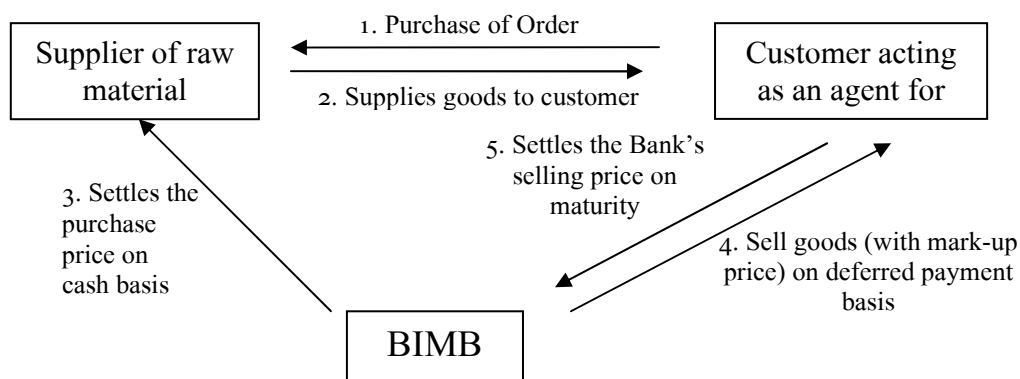 1. Purchase of Order
Supplier of raw
material
Customer acting
as an agent for
2. Supplies goods to customer
5. Settles the Bank's
selling price on
maturity
3. Settles the
purchase
price on
cash basis
4. Sell goods (with mark-up
price) on deferred payment
basis
BIMB